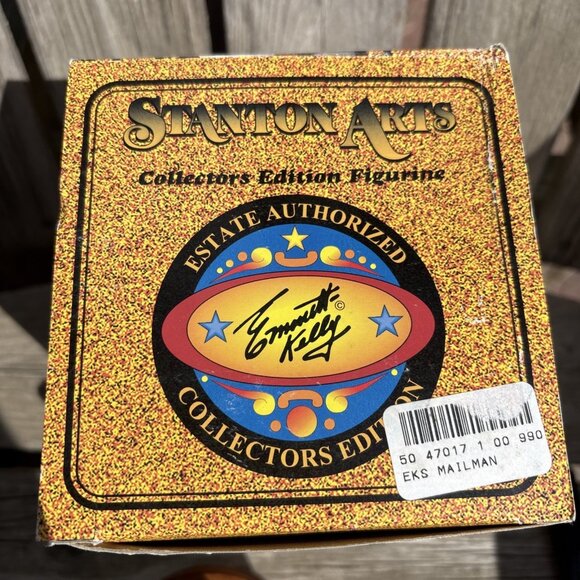 STANTON ARTS
Collectors Edition Figurine
ESTATE AUTHORIZED
Emmett ©
Kelly
COLLECTORS EDITION
50 47017 1 00 990
EKS MAILMAN